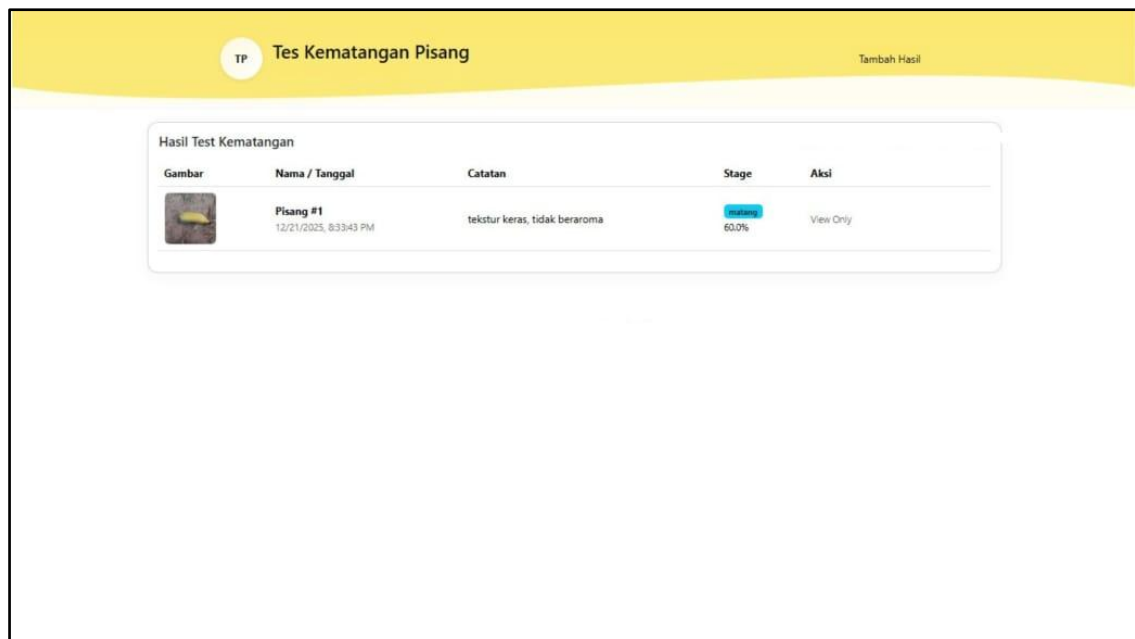 TP
Tes Kematangan Pisang
Tambah Hasil
Hasil Test Kematangan
Gambar Nama / Tanggal Catatan Stage Aksi
Pisang #1
12/21/2025, 8:33:43 PM
tekstur keras, tidak beraroma
matang
60.0%
View Only